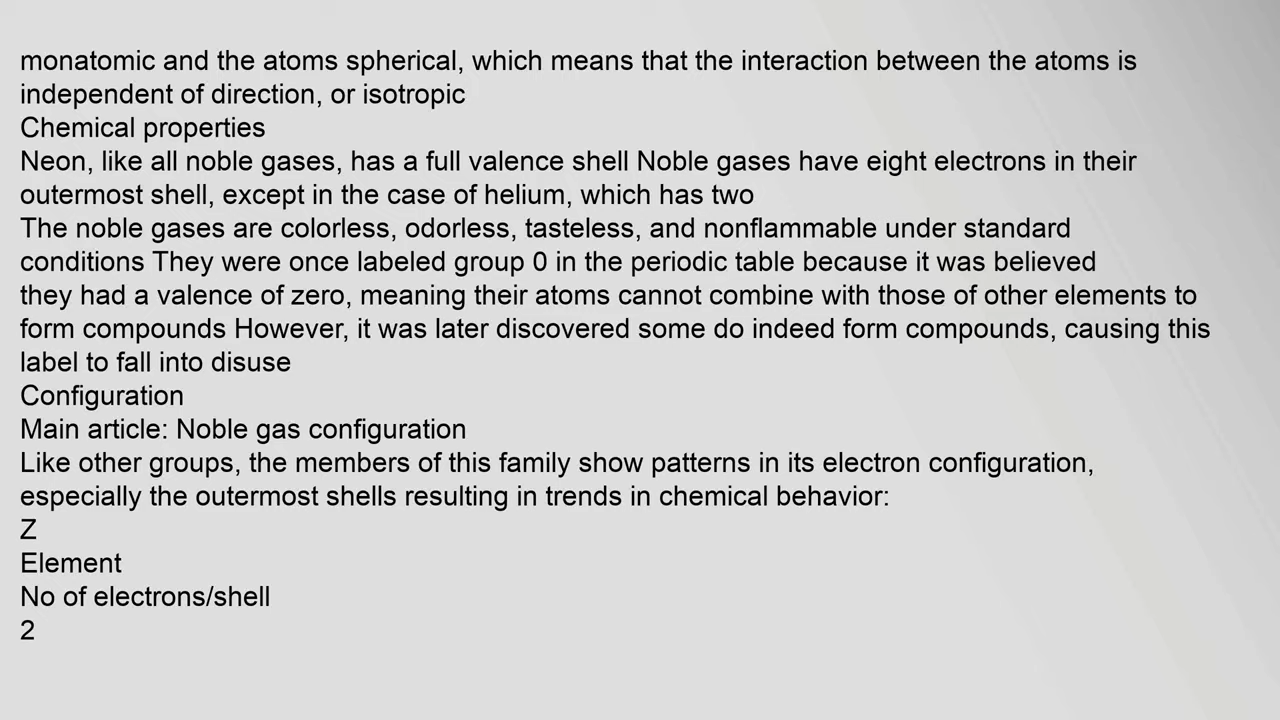 monatomic and the atoms spherical, which means that the interaction between the atoms is
independent of direction, or isotropic
Chemical properties
Neon, like all noble gases, has a full valence shell Noble gases have eight electrons in their
outermost shell, except in the case of helium, which has two
The noble gases are colorless, odorless, tasteless, and nonflammable under standard
conditions They were once labeled group 0 in the periodic table because it was believed
they had a valence of zero, meaning their atoms cannot combine with those of other elements to
form compounds However, it was later discovered some do indeed form compounds, causing this
label to fall into disuse
Configuration
Main article: Noble gas configuration
Like other groups, the members of this family show patterns in its electron configuration,
especially the outermost shells resulting in trends in chemical behavior:
Z
Element
No of electrons/shell
2